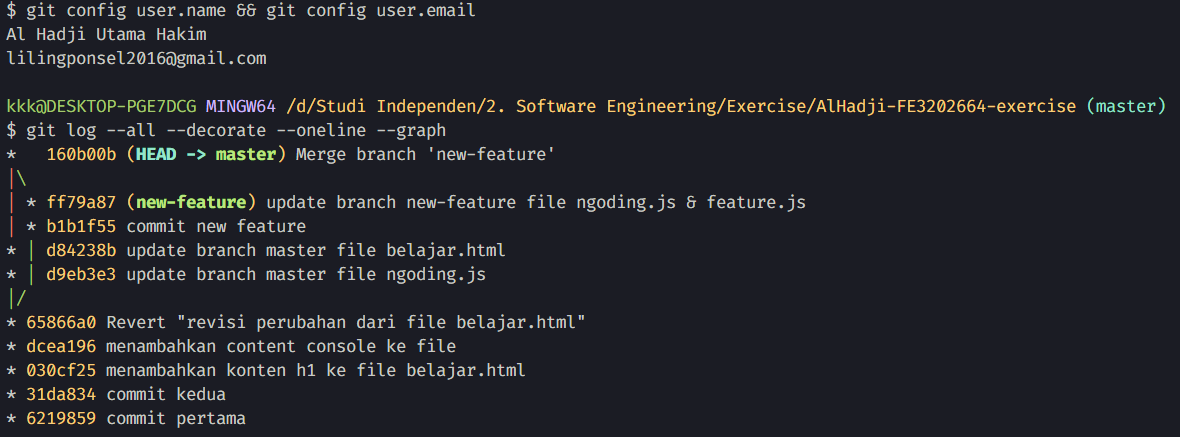 $ git config user.name && git config user.email
Al Hadji Utama Hakim
lilingponsel2016@gmail.com

kkk@DESKTOP-PGE7DCG MINGW64 /d/Studi Independen/2. Software Engineering/Exercise/AlHadji-FE3202664-exercise (master)
$ git log --all --decorate --oneline --graph
*   160b00b (HEAD -> master) Merge branch 'new-feature'
|\
| * ff79a87 (new-feature) update branch new-feature file ngoding.js & feature.js
| * b1b1f55 commit new feature
* | d84238b update branch master file belajar.html
* | d9eb3e3 update branch master file ngoding.js
|/
* 65866a0 Revert "revisi perubahan dari file belajar.html"
* dcea196 menambahkan content console ke file
* 030cf25 menambahkan konten h1 ke file belajar.html
* 31da834 commit kedua
* 6219859 commit pertama